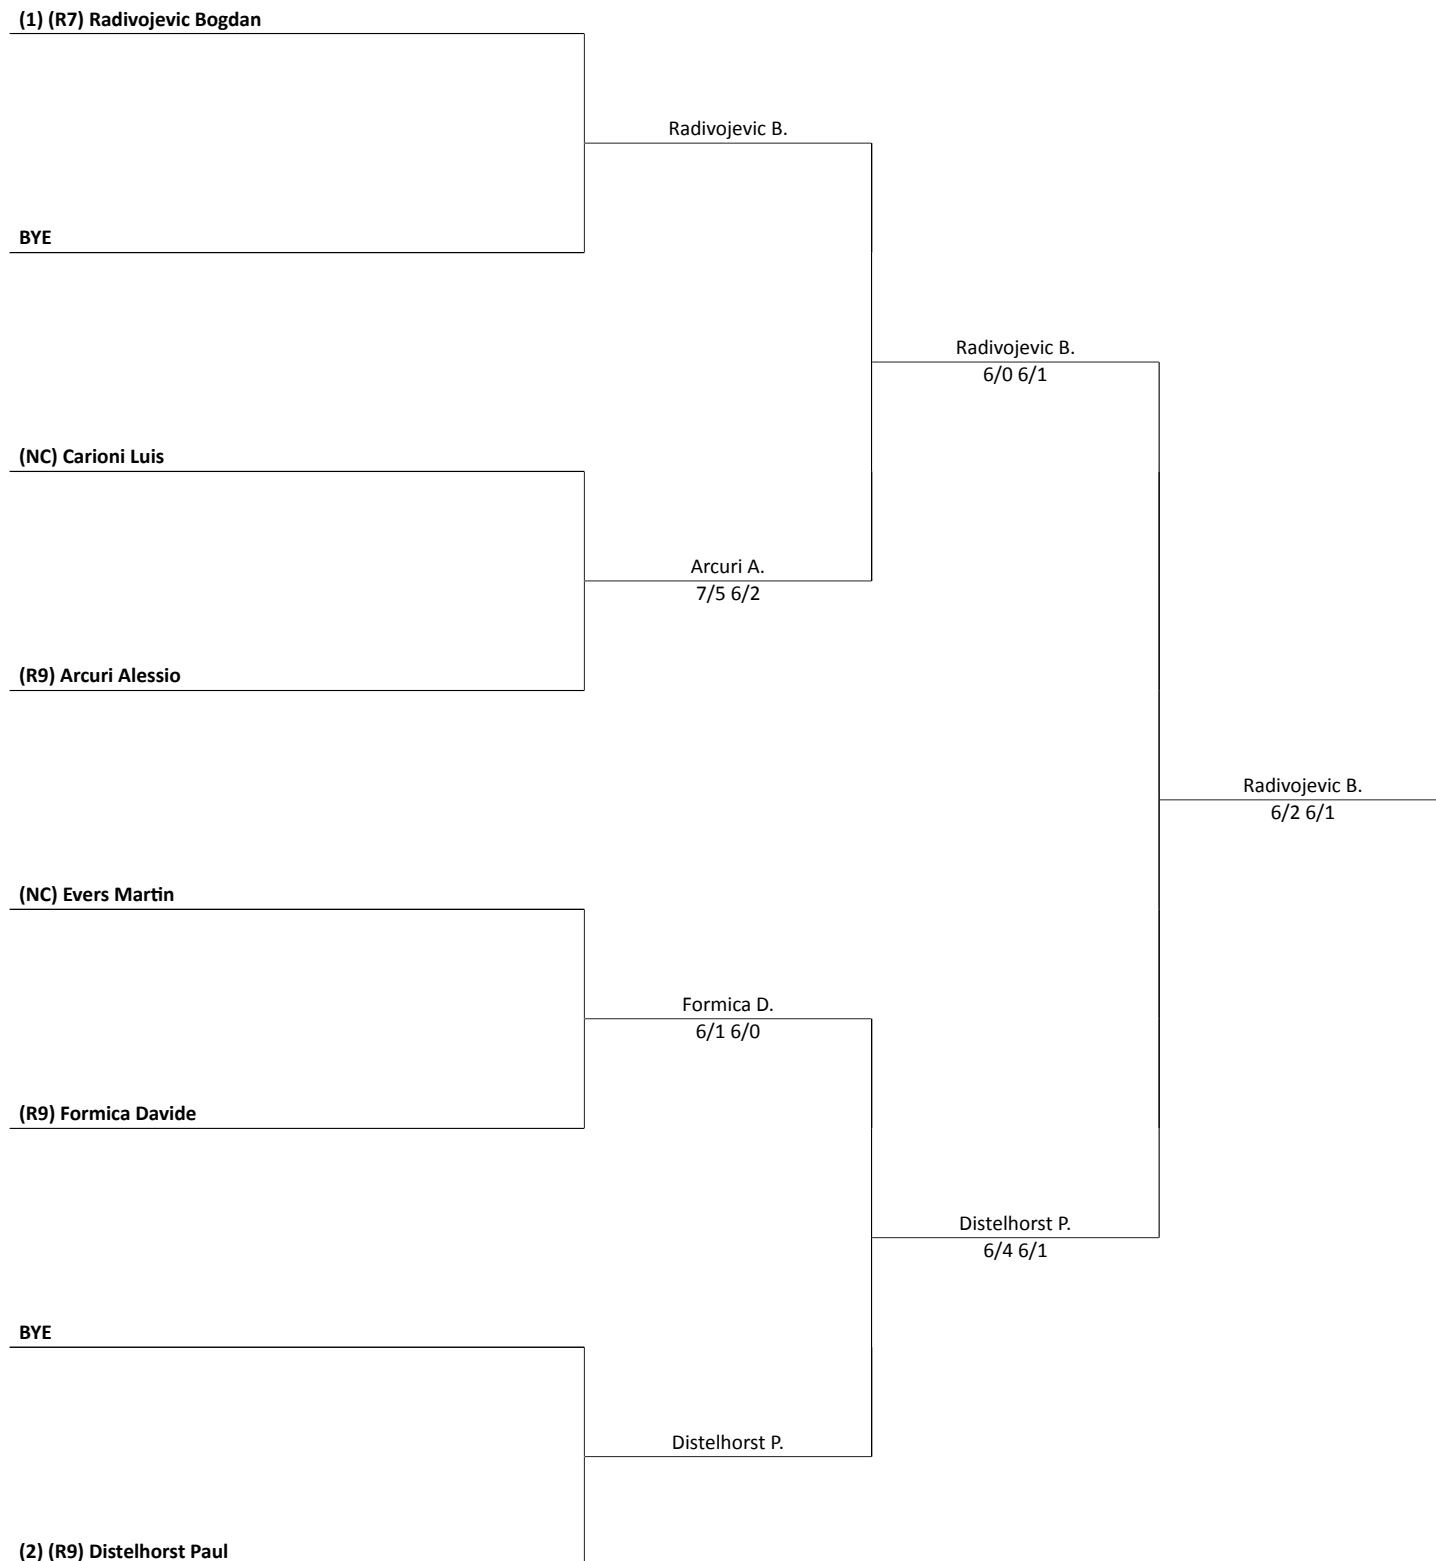 (1) (R7) Radivojevic Bogdan
Radivojevic B.
BYE
Radivojevic B.
6/0 6/1
(NC) Carioni Luis
Arcuri A.
7/5 6/2
(R9) Arcuri Alessio
Radivojevic B.
6/2 6/1
(NC) Evers Martin
Formica D.
6/1 6/0
(R9) Formica Davide
Distelhorst P.
6/4 6/1
BYE
Distelhorst P.
(2) (R9) Distelhorst Paul